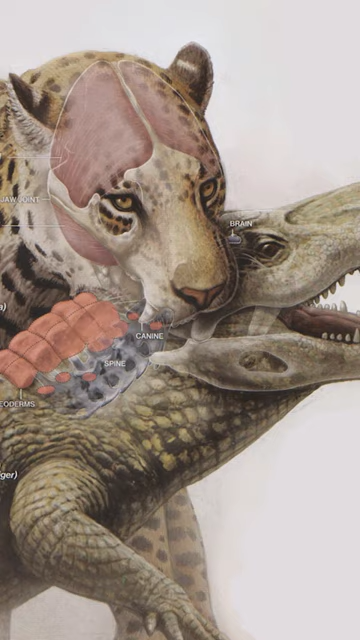 JAW JOINT
BRAIN
a)
CANINE
SPINE
EODERMS
ger)